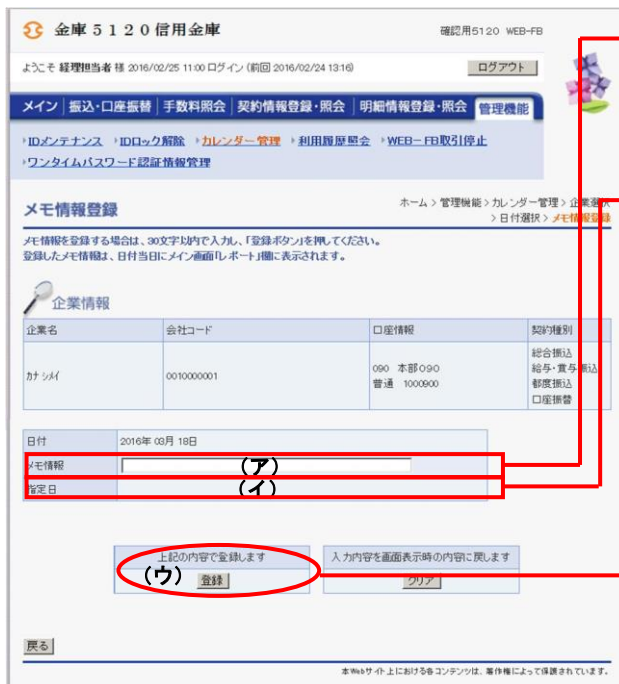 金庫５１２０信用金庫
確認用5120 WEB-FB
ようこそ 経理担当者 様 2016/02/25 11:00 ログイン (前回 2016/02/24 13:16)
ログアウト
メイン 振込・口座振替 手数料照会 契約情報登録・照会 明細情報登録・照会 管理機能
IDメンテナンス IDロック解除 カレンダー管理 利用履歴照会 WEB－FB取引停止
ワンタイムパスワード認証情報管理
メモ情報登録
ホーム > 管理機能 > カレンダー管理 > 企業選択
> 日付選択 > メモ情報登録
メモ情報を登録する場合は、30文字以内で入力し、「登録ボタン」を押してください。
登録したメモ情報は、日付当日にメイン画面「レポート」欄に表示されます。
企業情報
企業名 会社コード 口座情報 契約種別
カナ シメイ 0010000001 090 本部090 普通 1000900 総合振込 給与・賞与振込 都度振込 口座振替
日付 2016年 03月 18日
メモ情報 (ア)
指定日 (イ)
上記の内容で登録します 入力内容を画面表示時の内容に戻します
(ウ) 登録 クリア
戻る
本Webサイト上における各コンテンツは、著作権によって保護されています。